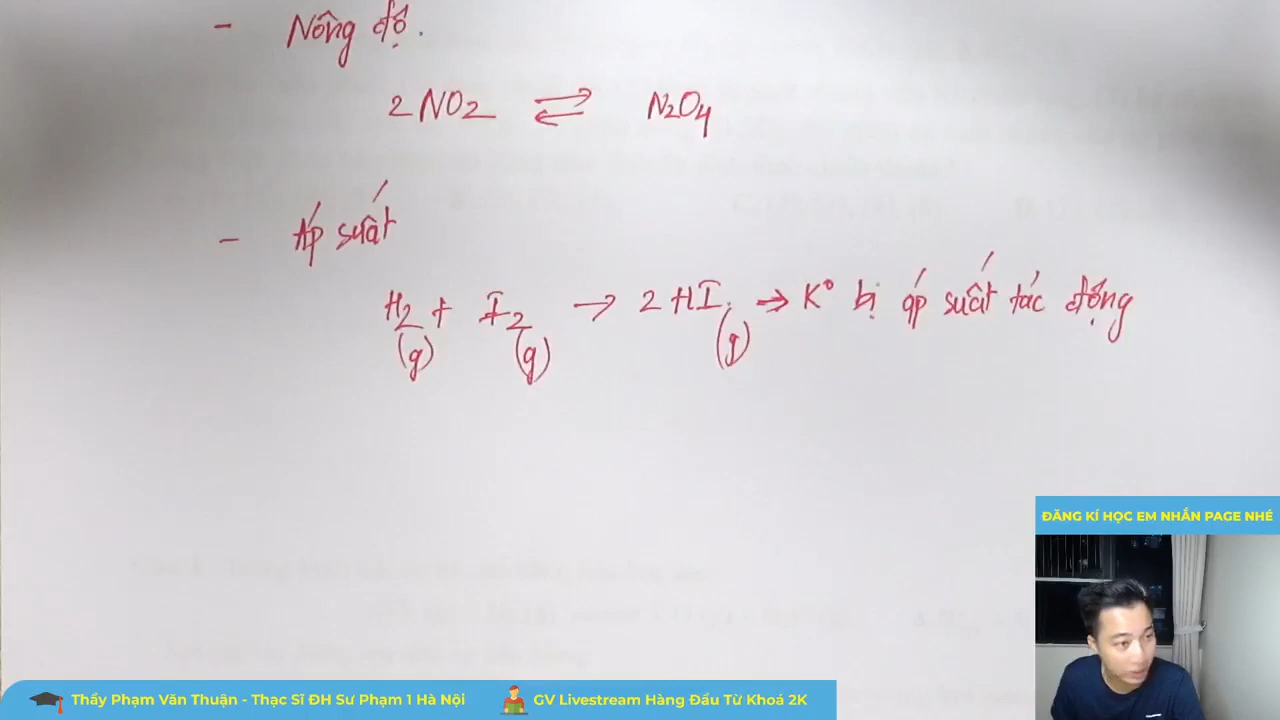 - Nồng độ.
2NO2 ⇌ N2O4
- Áp suất
H2 + I2 → 2HI ⇒ K° bị áp suất tác động
(g) (g) (g)
ĐĂNG KÍ HỌC EM NHẮN PAGE NHÉ
Thầy Phạm Văn Thuận - Thạc Sĩ ĐH Sư Phạm 1 Hà Nội
GV Livestream Hàng Đầu Từ Khoá 2K